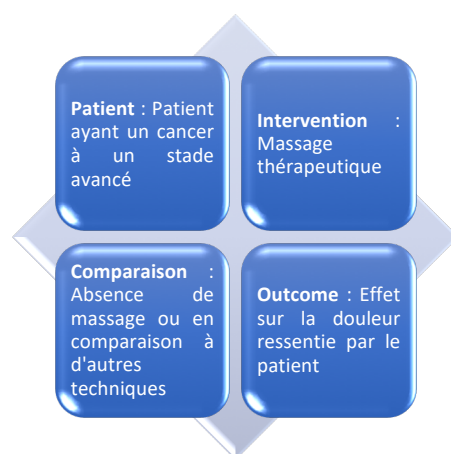 Patient : Patient
ayant un cancer
à un stade
avancé
Intervention :
Massage
thérapeutique
Comparaison :
Absence de
massage ou en
comparaison à
d'autres
techniques
Outcome : Effet
sur la douleur
ressentie par le
patient